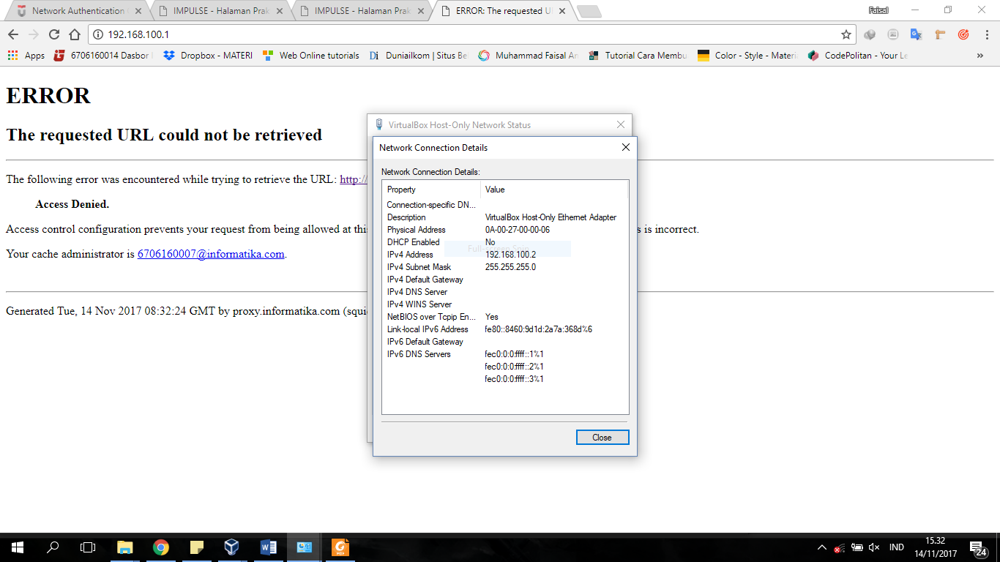 Network Authentication
IMPULSE - Halaman Prak
IMPULSE - Halaman Prak
ERROR: The requested U
Faisal
192.168.100.1
Apps
6706160014 Dasbor
Dropbox - MATERI
Web Online tutorials
Duniailkom | Situs Be
Muhammad Faisal Am
Tutorial Cara Membu
Color - Style - Materi
CodePolitan - Your Le
»
ERROR
The requested URL could not be retrieved
The following error was encountered while trying to retrieve the URL: http://
Access Denied.
Access control configuration prevents your request from being allowed at thi
s is incorrect.
Your cache administrator is 6706160007@informatika.com.
Generated Tue, 14 Nov 2017 08:32:24 GMT by proxy.informatika.com (squi
VirtualBox Host-Only Network Status
Network Connection Details
Network Connection Details:
Property Value
Connection-specific DN...
Description VirtualBox Host-Only Ethernet Adapter
Physical Address 0A-00-27-00-00-06
DHCP Enabled No
Full-screen Snip
IPv4 Address 192.168.100.2
IPv4 Subnet Mask 255.255.255.0
IPv4 Default Gateway
IPv4 DNS Server
IPv4 WINS Server
NetBIOS over Tcpip En... Yes
Link-local IPv6 Address fe80::8460:9d1d:2a7a:368d%6
IPv6 Default Gateway
IPv6 DNS Servers fec0:0:0:ffff::1%1
fec0:0:0:ffff::2%1
fec0:0:0:ffff::3%1
Close
IND
15.32
14/11/2017
24